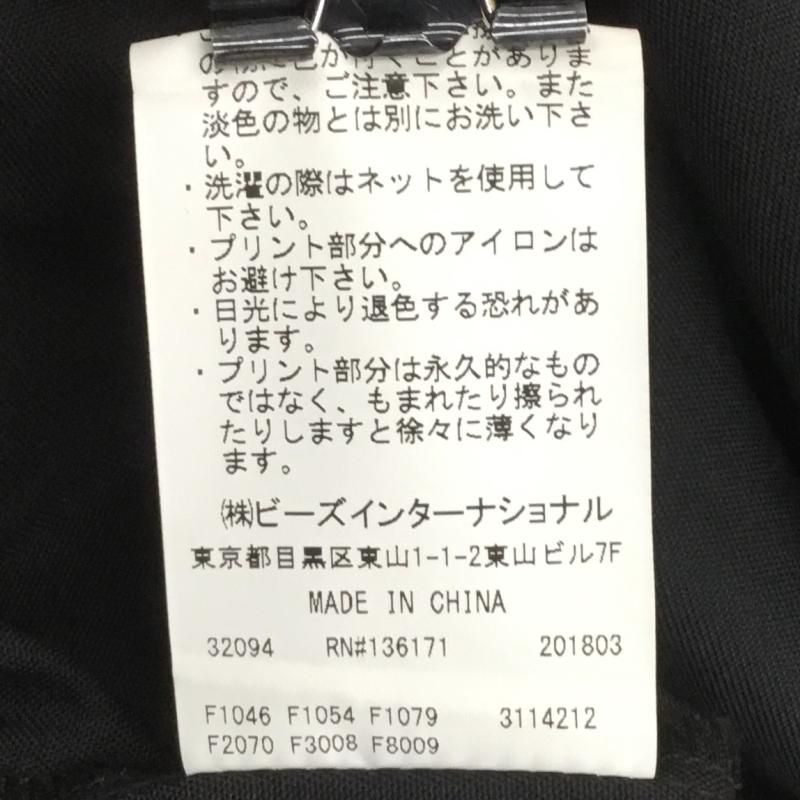 の際に色が付くことがありま
すので、ご注意下さい。また
淡色の物とは別にお洗い下さ
い。
・洗濯の際はネットを使用して
下さい。
・プリント部分へのアイロンは
お避け下さい。
・日光により退色する恐れがあ
ります。
・プリント部分は永久的なもの
ではなく、もまれたり擦られ
たりしますと徐々に薄くなり
ます。
㈱ビーズインターナショナル
東京都目黒区東山1-1-2東山ビル7F
MADE IN CHINA
32094 RN#136171 201803
F1046 F1054 F1079 3114212
F2070 F3008 F8009